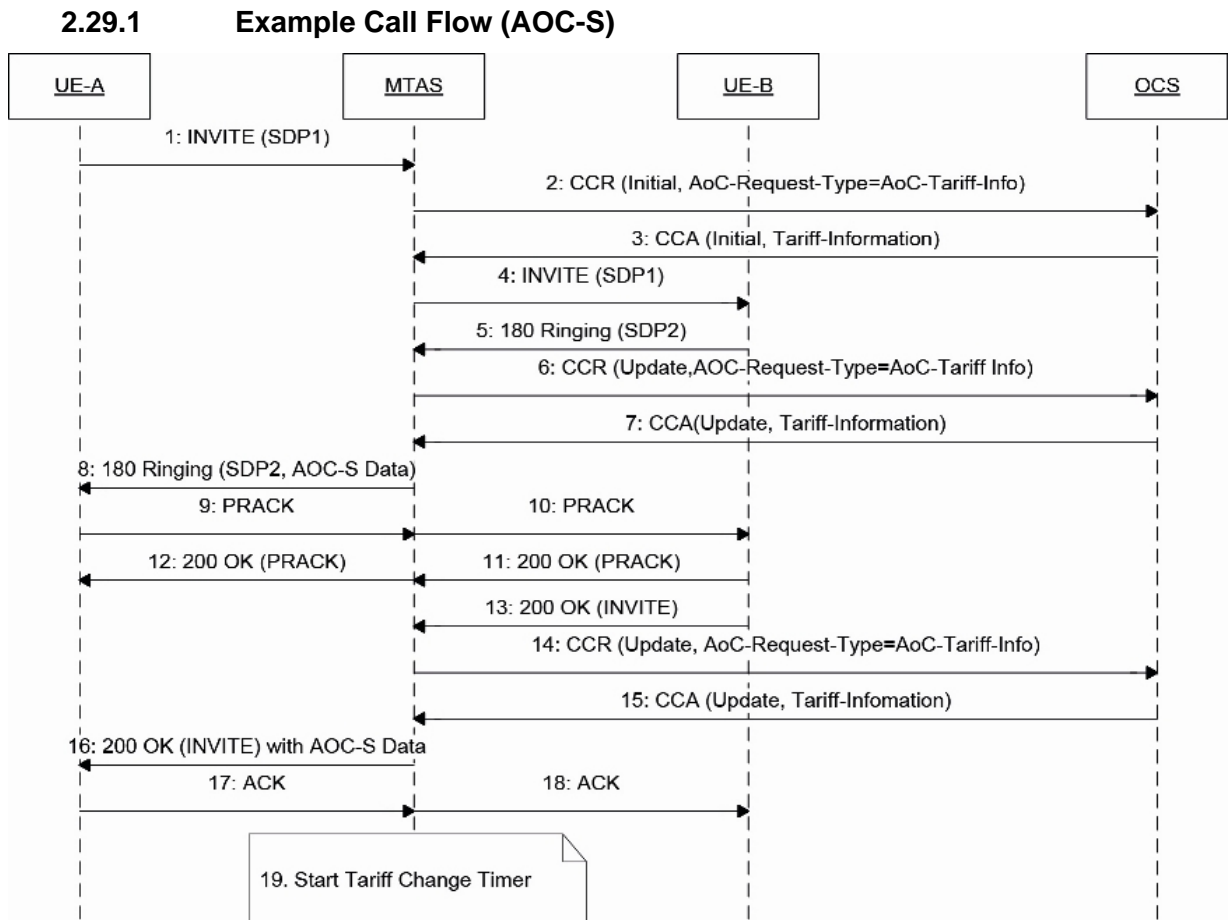 2.29.1 Example Call Flow (AOC-S)
UE-A MTAS UE-B OCS
1: INVITE (SDP1)
2: CCR (Initial, AoC-Request-Type=AoC-Tariff-Info)
3: CCA (Initial, Tariff-Information)
4: INVITE (SDP1)
5: 180 Ringing (SDP2)
6: CCR (Update,AOC-Request-Type=AoC-Tariff Info)
7: CCA(Update, Tariff-Information)
8: 180 Ringing (SDP2, AOC-S Data)
9: PRACK 10: PRACK
12: 200 OK (PRACK) 11: 200 OK (PRACK)
13: 200 OK (INVITE)
14: CCR (Update, AoC-Request-Type=AoC-Tariff-Info)
15: CCA (Update, Tariff-Infomation)
16: 200 OK (INVITE) with AOC-S Data
17: ACK 18: ACK
19. Start Tariff Change Timer